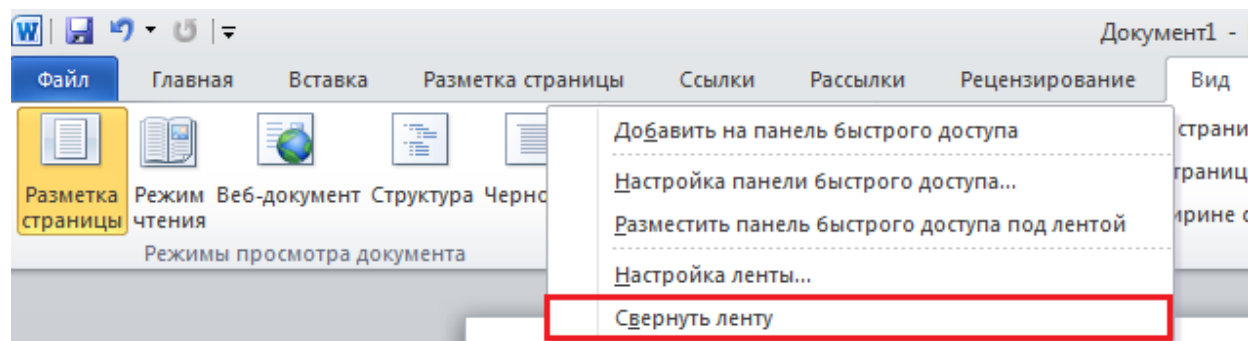 Документ1 -
Файл Главная Вставка Разметка страницы Ссылки Рассылки Рецензирование Вид
Разметка страницы
Режим чтения
Веб-документ
Структура
Режимы просмотра документа
Добавить на панель быстрого доступа
Настройка панели быстрого доступа...
Разместить панель быстрого доступа под лентой
Настройка ленты...
Свернуть ленту